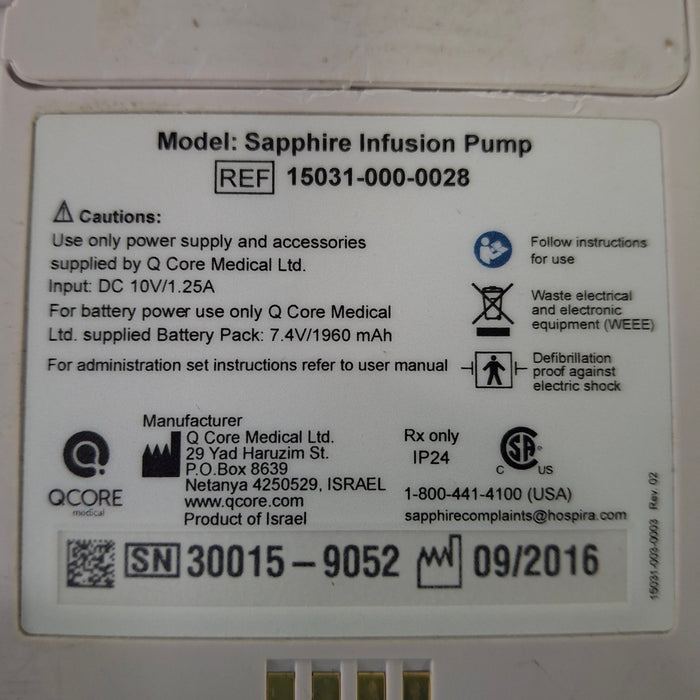 Model: Sapphire Infusion Pump
REF 15031-000-0028
Cautions:
Use only power supply and accessories
supplied by Q Core Medical Ltd.
Input: DC 10V/1.25A
For battery power use only Q Core Medical
Ltd. supplied Battery Pack: 7.4V/1960 mAh
For administration set instructions refer to user manual
Follow instructions
for use
Waste electrical
and electronic
equipment (WEEE)
Defibrillation
proof against
electric shock
QCORE
medical
Manufacturer
Q Core Medical Ltd.
29 Yad Haruzim St.
P.O.Box 8639
Netanya 4250529, ISRAEL
www.qcore.com
Product of Israel
Rx only
IP24
C SA US
1-800-441-4100 (USA)
sapphirecomplaints@hospira.com
SN 30015-9052 09/2016
15031-003-0003 Rev. 02